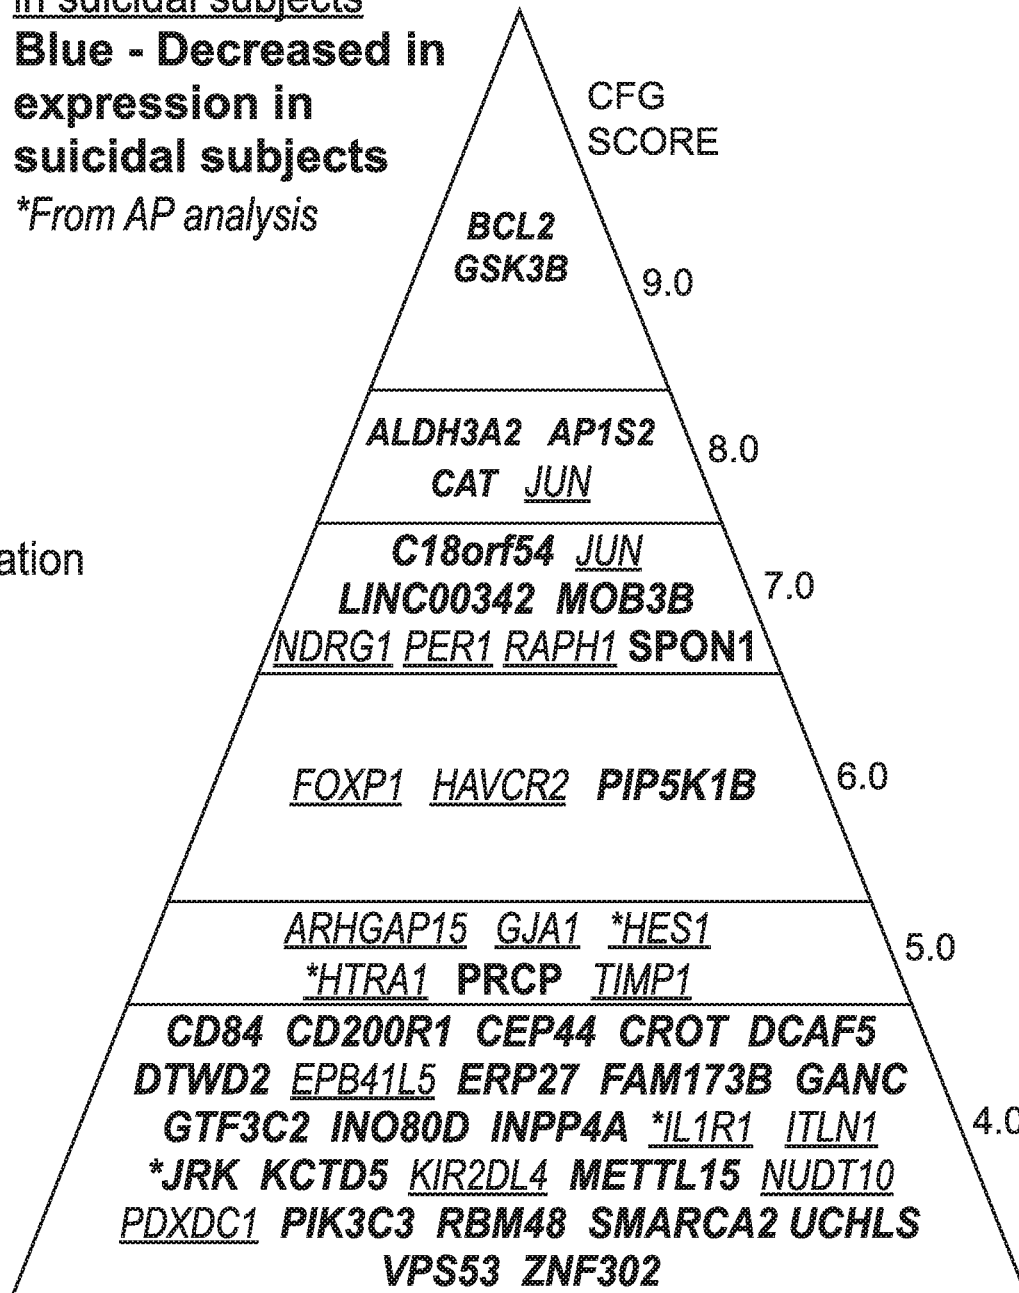 in suicidal subjects
Blue - Decreased in
expression in
suicidal subjects
*From AP analysis
CFG
SCORE
BCL2
GSK3B
9.0
ALDH3A2 AP1S2
8.0
CAT JUN
ation
C18orf54 JUN
LINC00342 MOB3B
7.0
NDRG1 PER1 RAPH1 SPON1
FOXP1 HAVCR2 PIP5K1B
6.0
ARHGAP15 GJA1 *HES1
5.0
*HTRA1 PRCP TIMP1
CD84 CD200R1 CEP44 CROT DCAF5
DTWD2 EPB41L5 ERP27 FAM173B GANC
GTF3C2 INO80D INPP4A *IL1R1 ITLN1
4.0
*JRK KCTD5 KIR2DL4 METTL15 NUDT10
PDXDC1 PIK3C3 RBM48 SMARCA2 UCHLS
VPS53 ZNF302